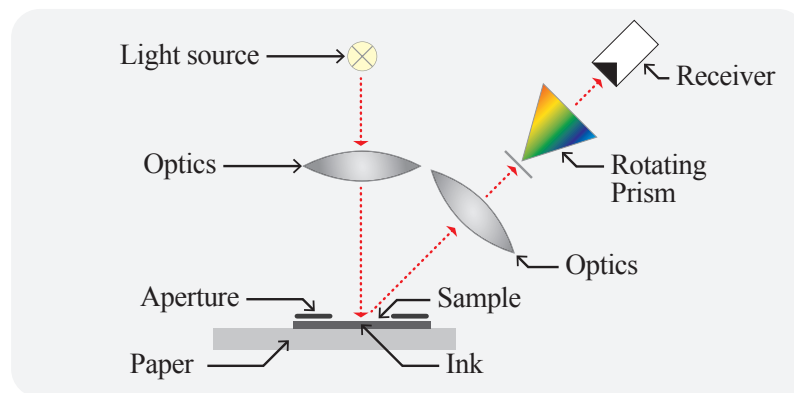 Light source
Receiver
Optics
Rotating
Prism
Optics
Aperture
Sample
Paper
Ink